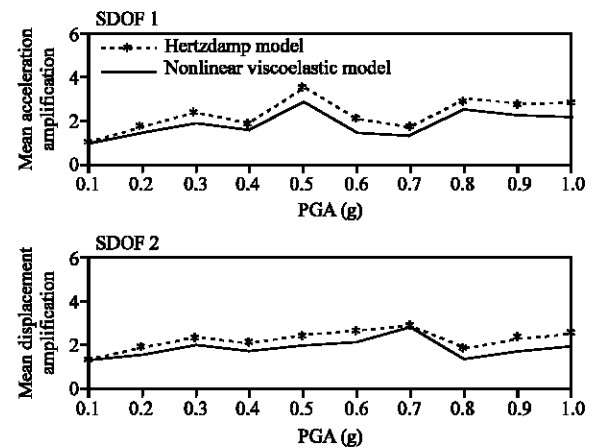 SDOF 1
Mean acceleration
amplification
6
4
2
0
Hertzdamp model
Nonlinear viscoelastic model
0.1 0.2 0.3 0.4 0.5 0.6 0.7 0.8 0.9 1.0
PGA (g)
SDOF 2
Mean displacement
amplification
6
4
2
0
0.1 0.2 0.3 0.4 0.5 0.6 0.7 0.8 0.9 1.0
PGA (g)